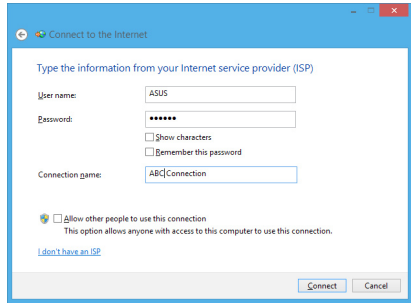 Connect to the Internet
Type the information from your Internet service provider (ISP)
User name: ASUS
Password: ••••••
Show characters
Remember this password
Connection name: ABC Connection
Allow other people to use this connection
This option allows anyone with access to this computer to use this connection.
I don't have an ISP
Connect Cancel